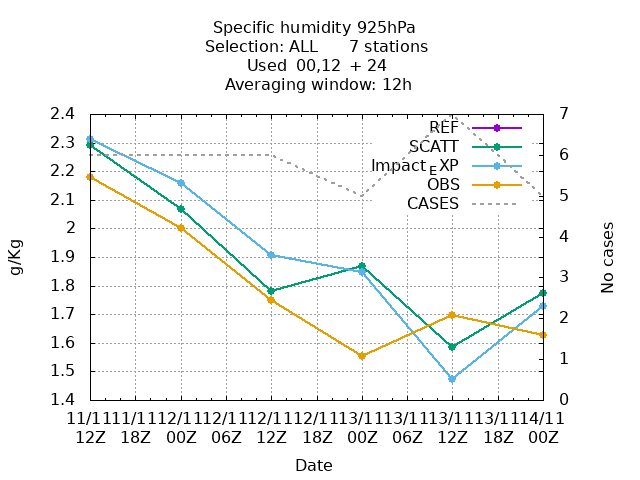 Specific humidity 925hPa
Selection: ALL 7 stations
Used 00,12 + 24
Averaging window: 12h
2.4
2.3
2.2
2.1
2
1.9
1.8
1.7
1.6
1.5
1.4
g/Kg
REF
SCATT
Impact_EXP
OBS
CASES
7
6
5
4
3
2
1
0
No cases
11/11 11/11 12/11 12/11 12/11 12/11 13/11 13/11 13/11 13/11 14/11
12Z 18Z 00Z 06Z 12Z 18Z 00Z 06Z 12Z 18Z 00Z
Date